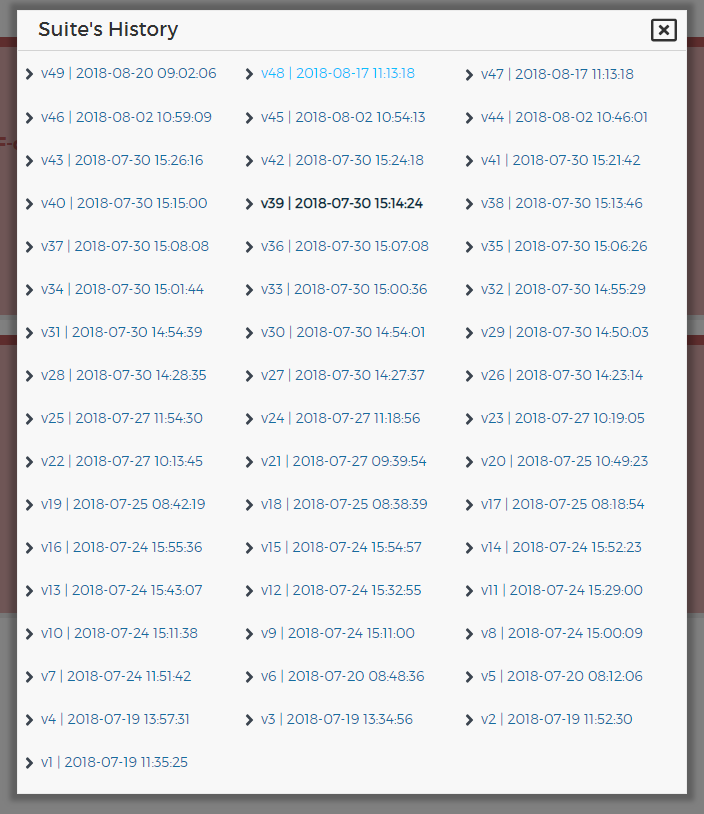 Suite's History
v49 | 2018-08-20 09:02:06 v48 | 2018-08-17 11:13:18 v47 | 2018-08-17 11:13:18
v46 | 2018-08-02 10:59:09 v45 | 2018-08-02 10:54:13 v44 | 2018-08-02 10:46:01
v43 | 2018-07-30 15:26:16 v42 | 2018-07-30 15:24:18 v41 | 2018-07-30 15:21:42
v40 | 2018-07-30 15:15:00 v39 | 2018-07-30 15:14:24 v38 | 2018-07-30 15:13:46
v37 | 2018-07-30 15:08:08 v36 | 2018-07-30 15:07:08 v35 | 2018-07-30 15:06:26
v34 | 2018-07-30 15:01:44 v33 | 2018-07-30 15:00:36 v32 | 2018-07-30 14:55:29
v31 | 2018-07-30 14:54:39 v30 | 2018-07-30 14:54:01 v29 | 2018-07-30 14:50:03
v28 | 2018-07-30 14:28:35 v27 | 2018-07-30 14:27:37 v26 | 2018-07-30 14:23:14
v25 | 2018-07-27 11:54:30 v24 | 2018-07-27 11:18:56 v23 | 2018-07-27 10:19:05
v22 | 2018-07-27 10:13:45 v21 | 2018-07-27 09:39:54 v20 | 2018-07-25 10:49:23
v19 | 2018-07-25 08:42:19 v18 | 2018-07-25 08:38:39 v17 | 2018-07-25 08:18:54
v16 | 2018-07-24 15:55:36 v15 | 2018-07-24 15:54:57 v14 | 2018-07-24 15:52:23
v13 | 2018-07-24 15:43:07 v12 | 2018-07-24 15:32:55 v11 | 2018-07-24 15:29:00
v10 | 2018-07-24 15:11:38 v9 | 2018-07-24 15:11:00 v8 | 2018-07-24 15:00:09
v7 | 2018-07-24 11:51:42 v6 | 2018-07-20 08:48:36 v5 | 2018-07-20 08:12:06
v4 | 2018-07-19 13:57:31 v3 | 2018-07-19 13:34:56 v2 | 2018-07-19 11:52:30
v1 | 2018-07-19 11:35:25